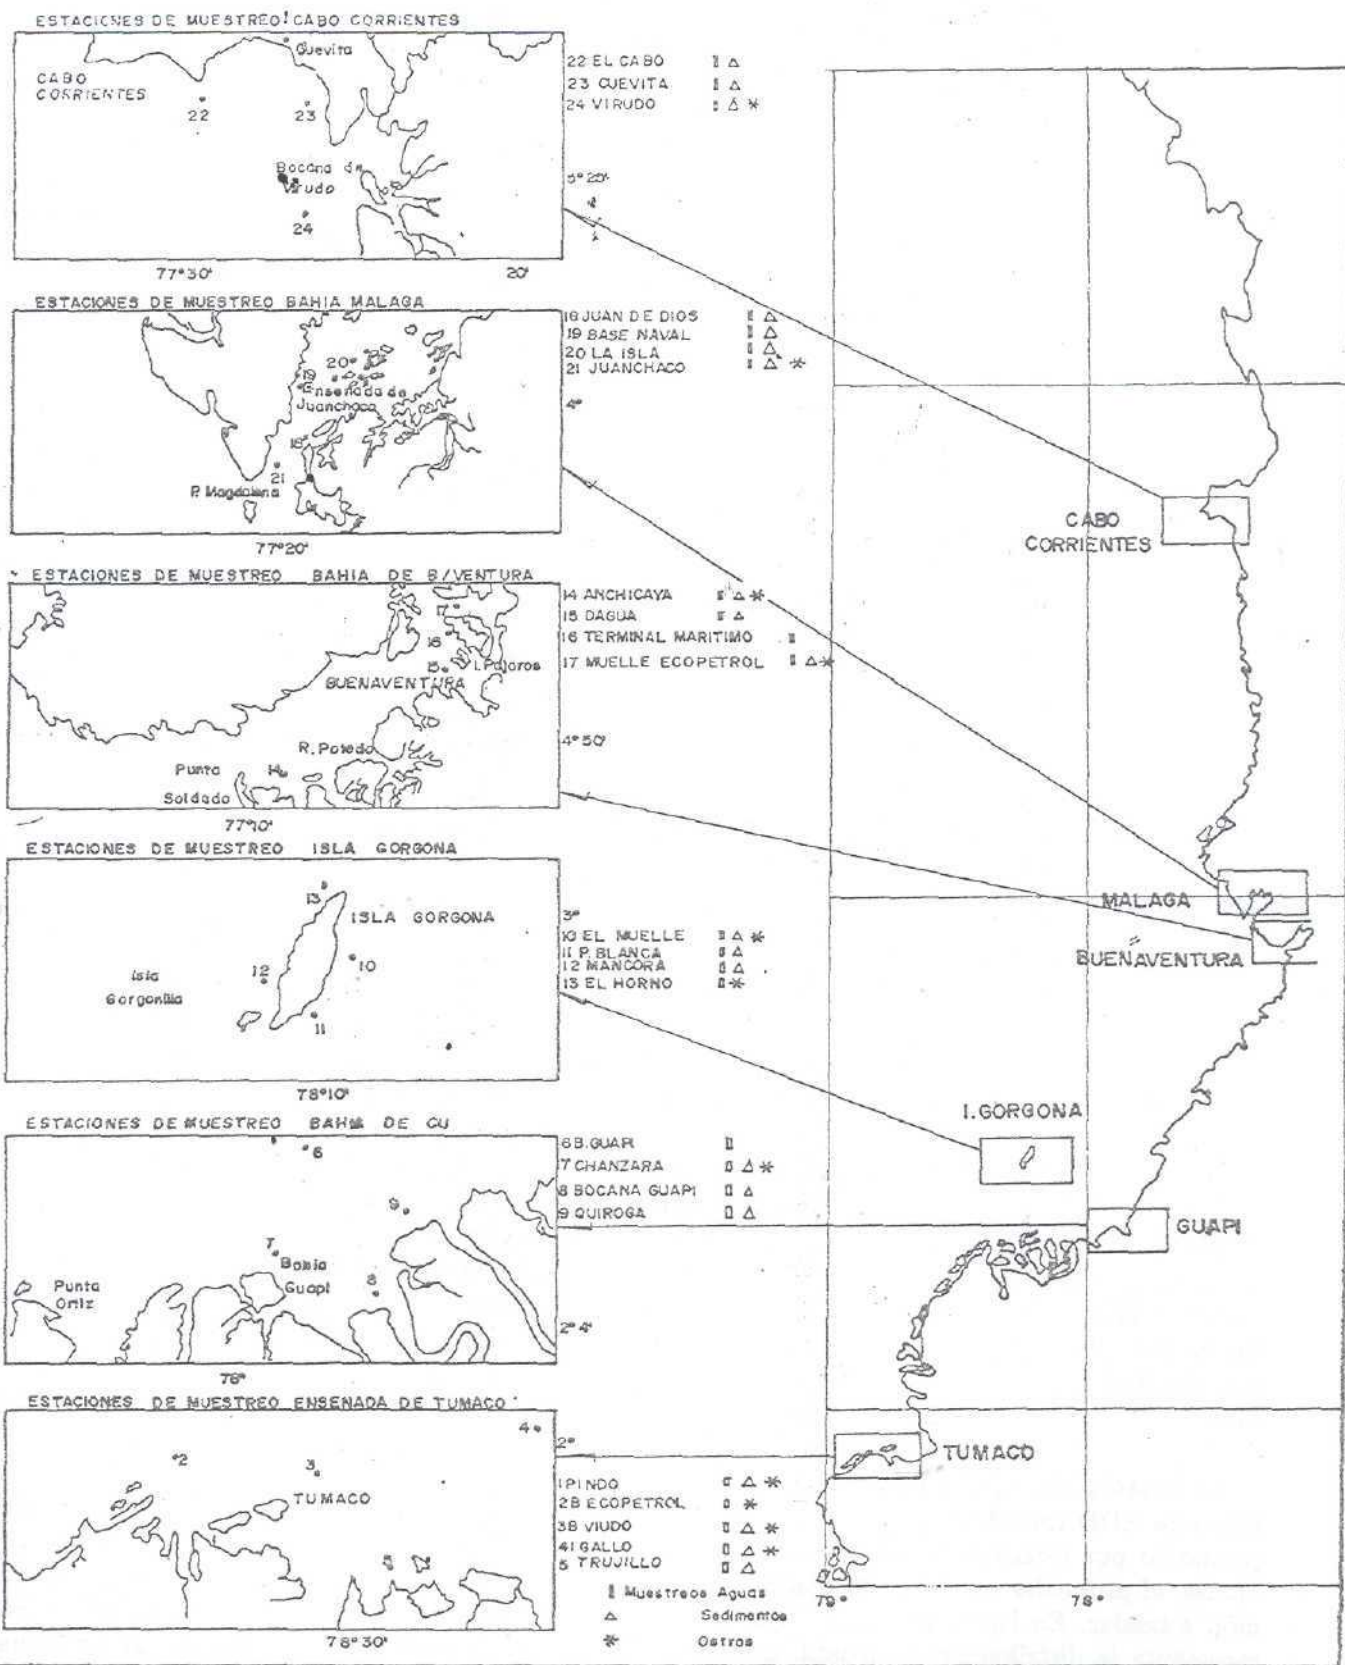 ESTACIONES DE MUESTREO: CABO CORRIENTES
Cuevita
CABO
CORRIENTES
22
23
Bocana de
Virudo
24
77°30'
20'
5°25'
22 EL CABO
23 CUEVITA
24 VIRUDO
ESTACIONES DE MUESTREO BAHIA MALAGA
20
19
Ensenada de
Juanchaco
18
21
P. Magdalena
77°20'
4°
18 JUAN DE DIOS
19 BASE NAVAL
20 LA ISLA
21 JUANCHACO
ESTACIONES DE MUESTREO BAHIA DE B/VENTURA
17
16
15
I. Pajaros
BUENAVENTURA
R. Potedo
Punta
Soldado
14
77°10'
4°50'
14 ANCHICAYA
15 DAGUA
16 TERMINAL MARITIMO
17 MUELLE ECOPETROL
ESTACIONES DE MUESTREO ISLA GORGONA
13
ISLA GORGONA
12
10
Isla
Gorgonilla
11
78°10'
3°
10 EL MUELLE
11 P. BLANCA
12 MANCORA
13 EL HORNO
ESTACIONES DE MUESTREO BAHIA DE GU
6
9
7
Bahia
Guapi
8
Punta
Ortiz
78°
2°4'
6 B. GUAPI
7 CHANZARA
8 BOCANA GUAPI
9 QUIROGA
ESTACIONES DE MUESTREO ENSENADA DE TUMACO
4
2
3
TUMACO
5
78°30'
2°
1 PINDO
2B ECOPETROL
3B VIUDO
4I GALLO
5 TRUJILLO
Muestreos Aguas
Sedimentos
Ostros
CABO
CORRIENTES
MALAGA
BUENAVENTURA
I. GORGONA
GUAPI
TUMACO
79°
78°